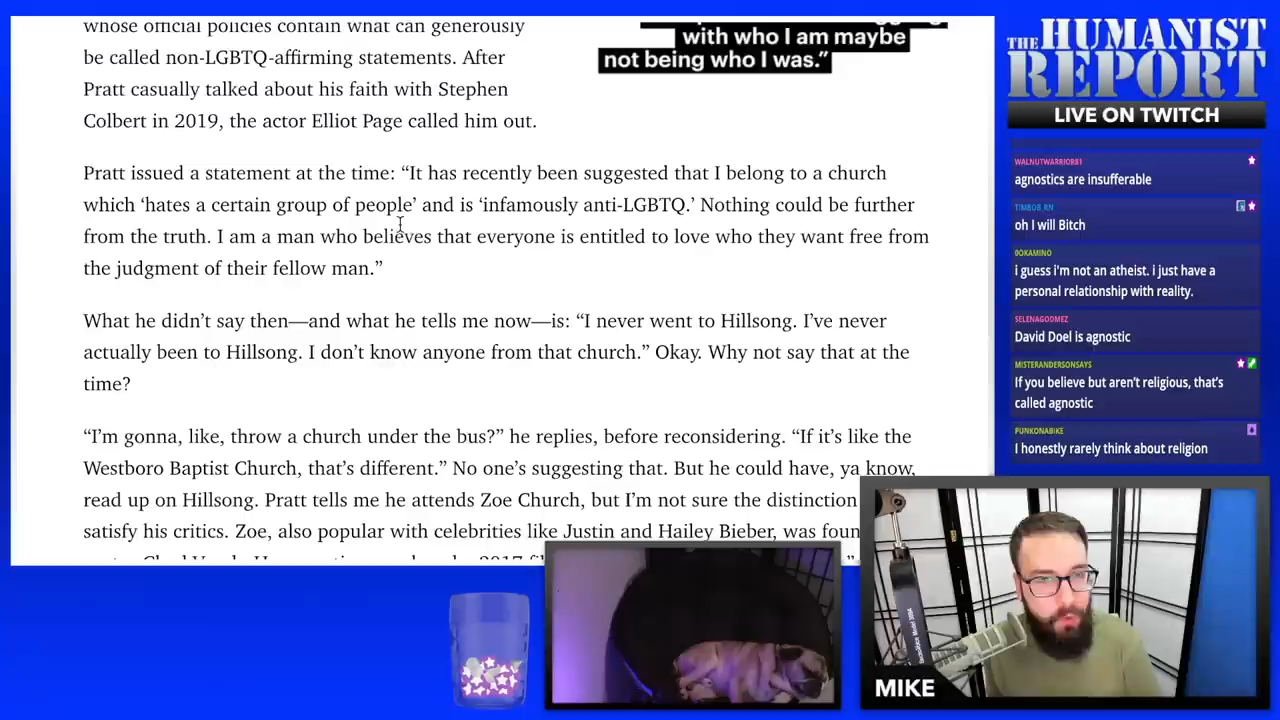 whose official policies contain what can generously
be called non-LGBTQ-affirming statements. After
Pratt casually talked about his faith with Stephen
Colbert in 2019, the actor Elliot Page called him out.
with who I am maybe
not being who I was.”
Pratt issued a statement at the time: “It has recently been suggested that I belong to a church
which ‘hates a certain group of people’ and is ‘infamously anti-LGBTQ.’ Nothing could be further
from the truth. I am a man who believes that everyone is entitled to love who they want free from
the judgment of their fellow man.”
What he didn’t say then—and what he tells me now—is: “I never went to Hillsong. I’ve never
actually been to Hillsong. I don’t know anyone from that church.” Okay. Why not say that at the
time?
“I’m gonna, like, throw a church under the bus?” he replies, before reconsidering. “If it’s like the
Westboro Baptist Church, that’s different.” No one’s suggesting that. But he could have, ya know,
read up on Hillsong. Pratt tells me he attends Zoe Church, but I’m not sure the distinction
satisfy his critics. Zoe, also popular with celebrities like Justin and Hailey Bieber, was
THE HUMANIST
REPORT
LIVE ON TWITCH
WALNUTWARRIOR81
agnostics are insufferable
TIMBOB_RN
oh I will Bitch
OOKAMINO
i guess i'm not an atheist. i just have a
personal relationship with reality.
SELENAGOOMEZ
David Doel is agnostic
MISTERANDERSONSAYS
If you believe but aren't religious, that's
called agnostic
PUNKONABIKE
I honestly rarely think about religion
MIKE